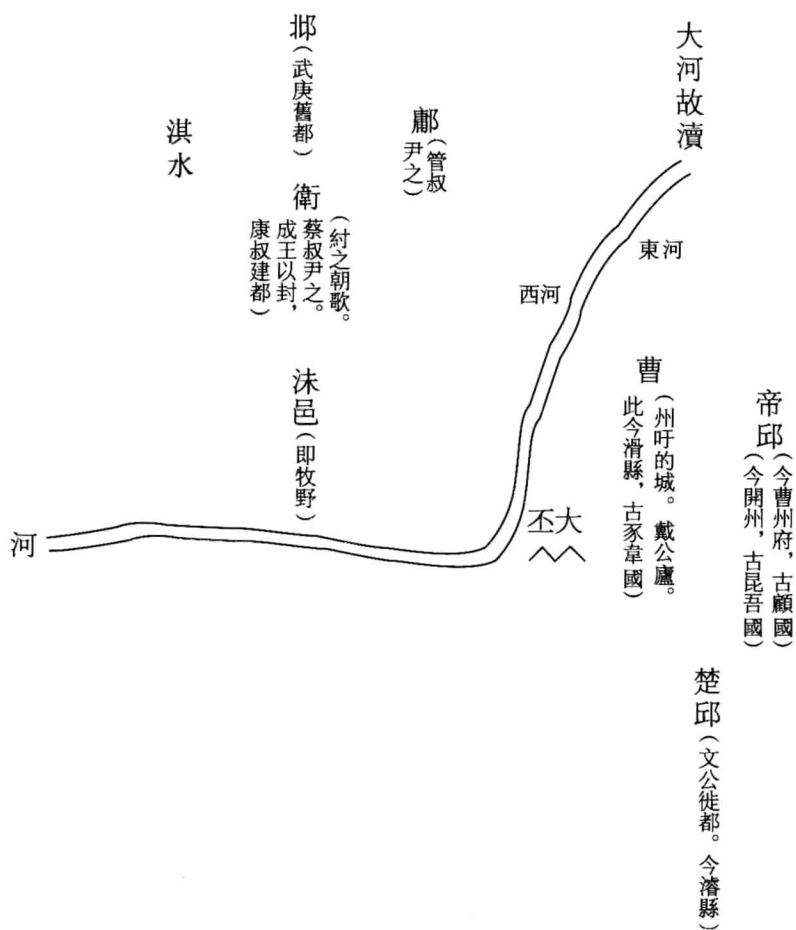 帝邱（今曹州府，古顧國）
（今開州，古昆吾國）
楚邱（文公徙都。今濬縣）
大河故瀆
東河
西河
曹（州吁的城。戴公廬。
此今滑縣，古豕韋國）
大丕
鄘（管叔
尹之）
邶（武庚舊都）
衛（紂之朝歌。
蔡叔尹之。
成王以封，
康叔建都）
沬邑（即牧野）
淇水
河